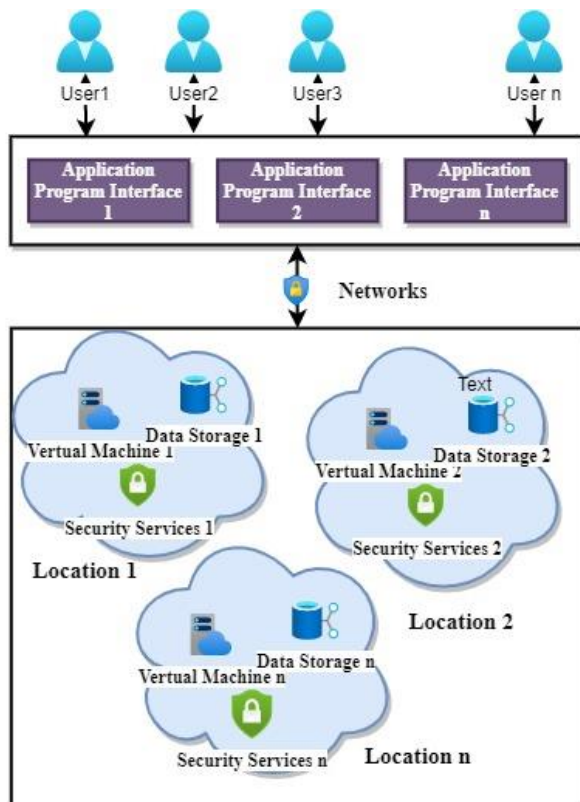 User1
User2
User3
User n
Application
Program Interface
1
Application
Program Interface
2
Application
Program Interface
n
Networks
Vertual Machine 1
Data Storage 1
Security Services 1
Location 1
Text
Vertual Machine 2
Data Storage 2
Security Services 2
Location 2
Vertual Machine n
Data Storage n
Security Services n
Location n